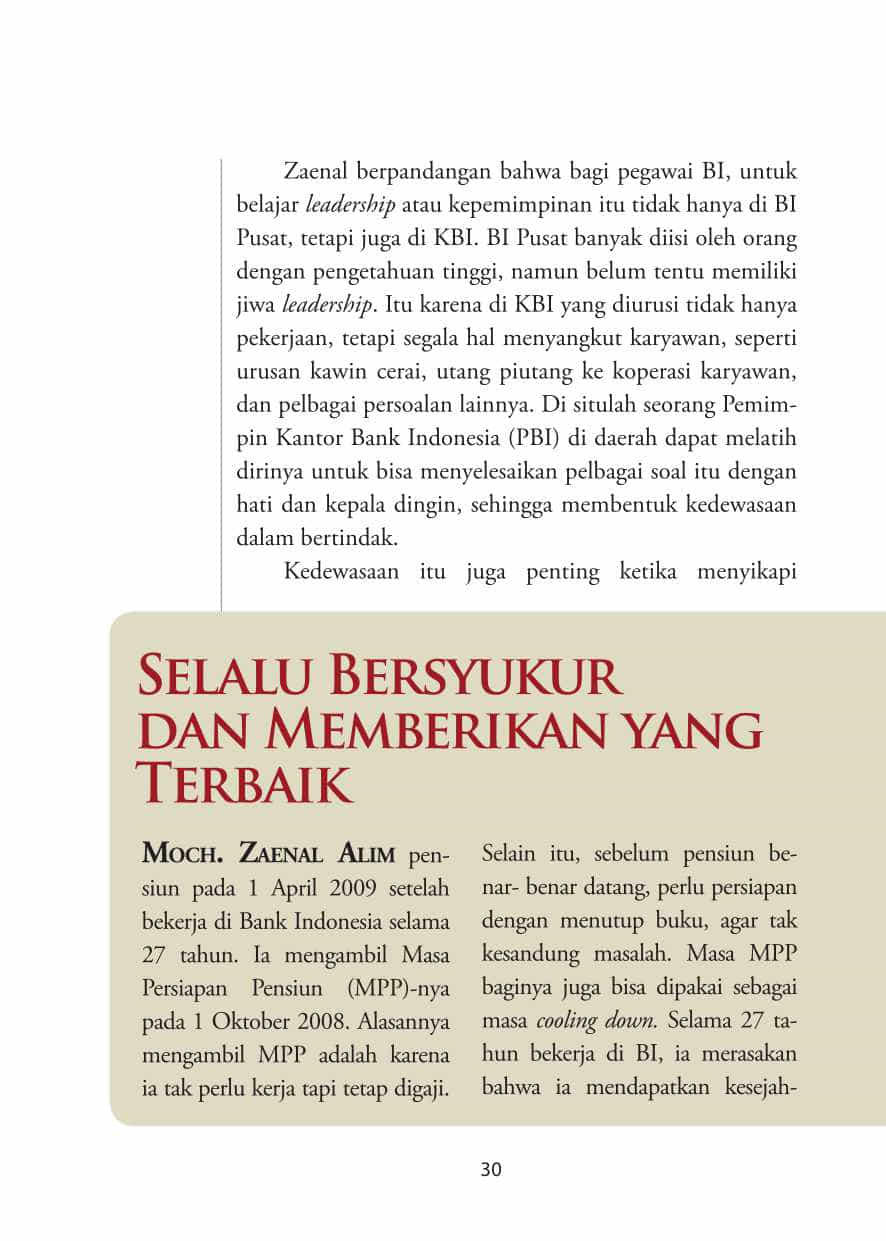 Zaenal berpandangan bahwa bagi pegawai BI, untuk
belajar leadership atau kepemimpinan itu tidak hanya di BI
Pusat, tetapi juga di KBI. BI Pusat banyak diisi oleh orang
dengan pengetahuan tinggi, namun belum tentu memiliki
jiwa leadership. Itu karena di KBI yang diurusi tidak hanya
pekerjaan, tetapi segala hal menyangkut karyawan, seperti
urusan kawin cerai, utang piutang ke koperasi karyawan,
dan pelbagai persoalan lainnya. Di situlah seorang Pemim-
pin Kantor Bank Indonesia (PBI) di daerah dapat melatih
dirinya untuk bisa menyelesaikan pelbagai soal itu dengan
hati dan kepala dingin, sehingga membentuk kedewasaan
dalam bertindak.
Kedewasaan itu juga penting ketika menyikapi
Selalu Bersyukur
dan Memberikan yang
Terbaik
Moch. Zaenal Alim pen-
siun pada 1 April 2009 setelah
bekerja di Bank Indonesia selama
27 tahun. Ia mengambil Masa
Persiapan Pensiun (MPP)-nya
pada 1 Oktober 2008. Alasannya
mengambil MPP adalah karena
ia tak perlu kerja tapi tetap digaji.
Selain itu, sebelum pensiun be-
nar- benar datang, perlu persiapan
dengan menutup buku, agar tak
kesandung masalah. Masa MPP
baginya juga bisa dipakai sebagai
masa cooling down. Selama 27 ta-
hun bekerja di BI, ia merasakan
bahwa ia mendapatkan kesejah-
30